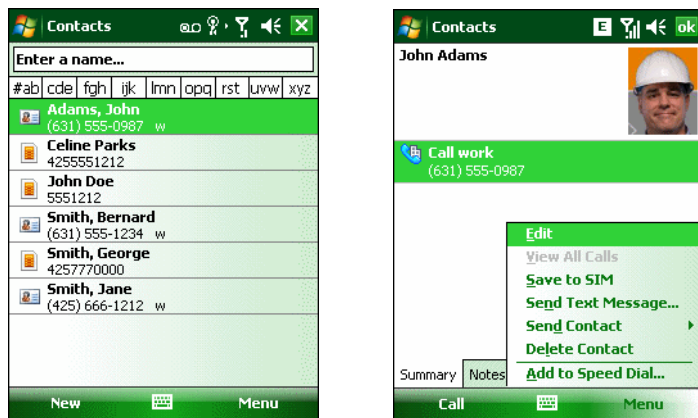 Contacts
Enter a name...
#ab cde fgh ijk lmn opq rst uvw xyz
Adams, John
(631) 555-0987 w
Celine Parks
4255551212
John Doe
5551212
Smith, Bernard
(631) 555-1234 w
Smith, George
4257770000
Smith, Jane
(425) 666-1212 w
New Menu
Contacts E ok
John Adams
Call work
(631) 555-0987
Edit
View All Calls
Save to SIM
Send Text Message...
Send Contact
Delete Contact
Add to Speed Dial...
Summary Notes
Call Menu